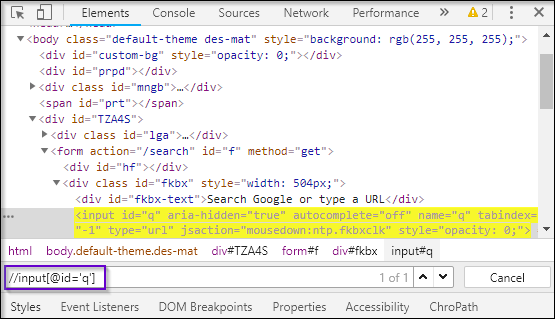 Elements Console Sources Network Performance » 2
<body class="default-theme des-mat" style="background: rgb(255, 255, 255);">
<div id="custom-bg" style="opacity: 0;"></div>
<div id="prpd"></div>
<div class="mngb">…</div>
<span id="prt"></span>
<div id="TZA4S">
<div class id="lga">…</div>
<form action="/search" id="f" method="get">
<div id="hf"></div>
<div class id="fkbx" style="width: 504px;">
<div id="fkbx-text">Search Google or type a URL</div>
… <input id="q" aria-hidden="true" autocomplete="off" name="q" tabindex=
"-1" type="url" jsaction="mousedown:ntp.fkbxclk" style="opacity: 0;">
html body.default-theme.des-mat div#TZA4S form#f div#fkbx input#q
//input[@id='q'] 1 of 1 Cancel
Styles Event Listeners DOM Breakpoints Properties Accessibility ChroPath